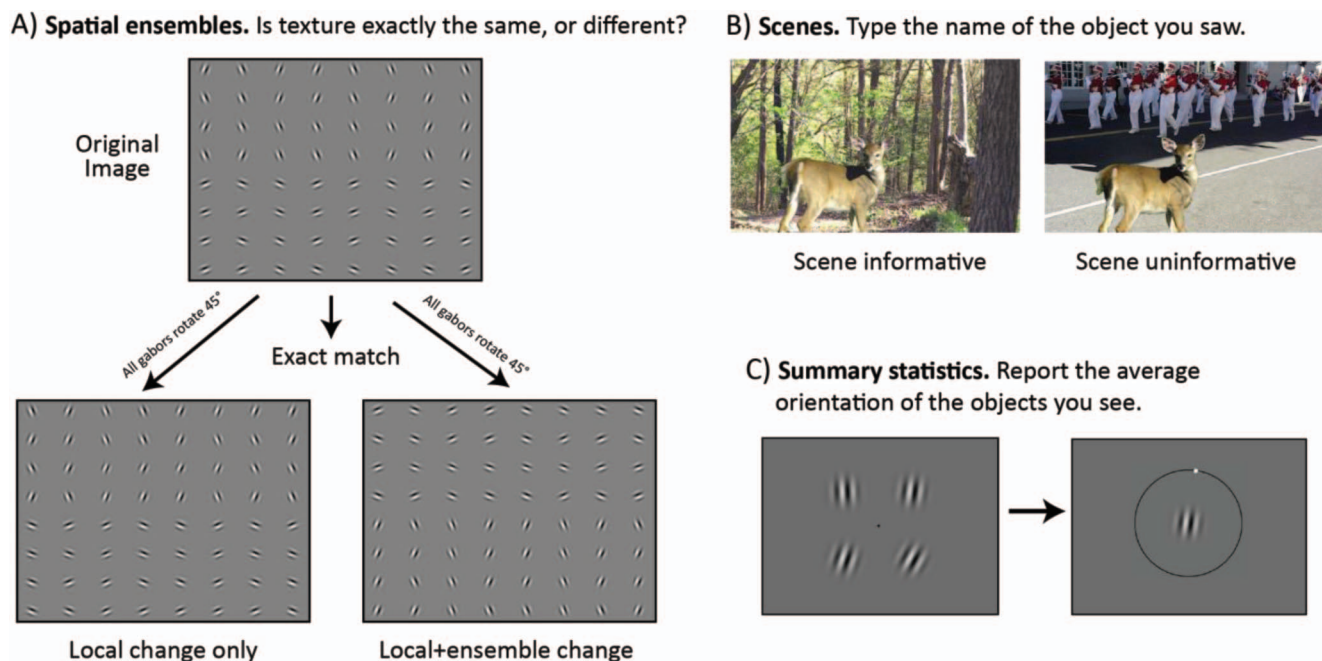 A) Spatial ensembles. Is texture exactly the same, or different?
Original
Image
All gabors rotate 45°
Exact match
All gabors rotate 45°
Local change only
Local+ensemble change
B) Scenes. Type the name of the object you saw.
Scene informative
Scene uninformative
C) Summary statistics. Report the average
orientation of the objects you see.